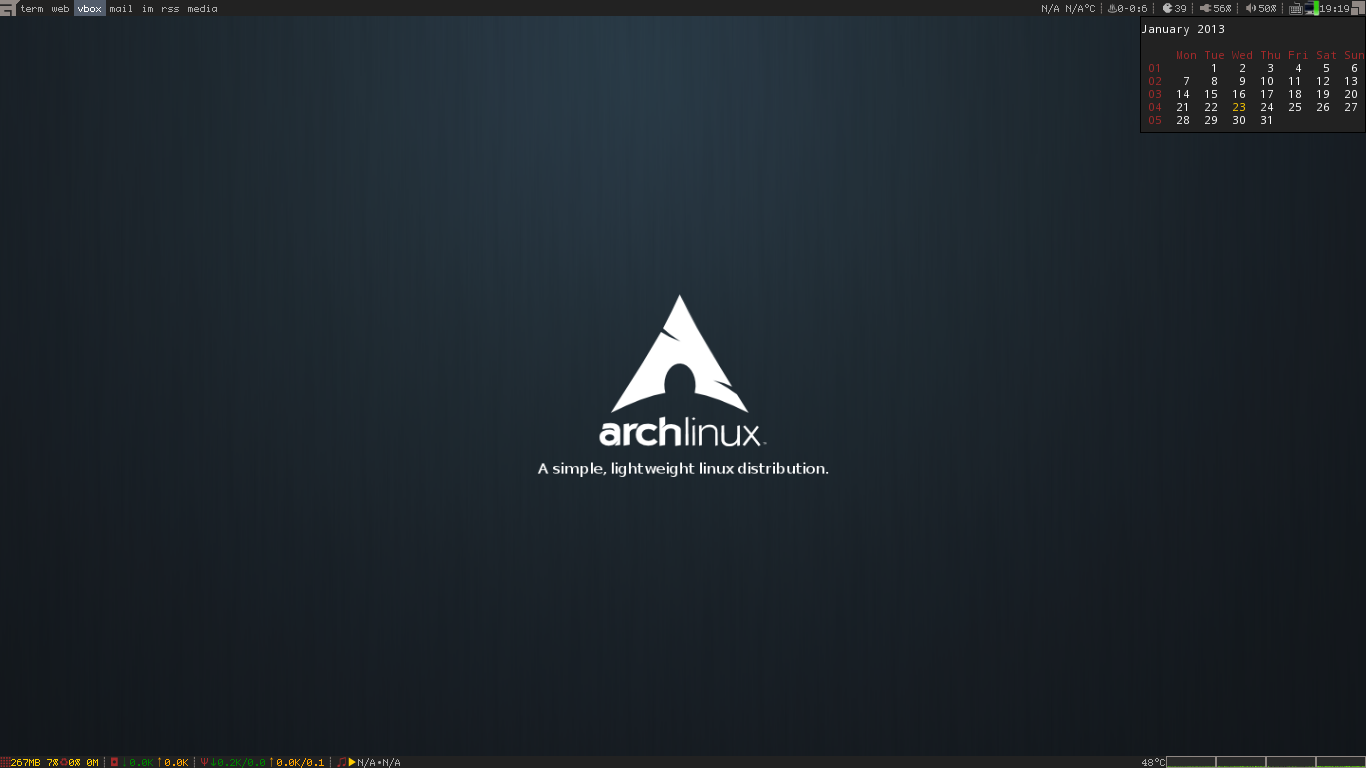 term web vbox mail im rss media
N/A N/A°C 0-0:6 39 56% 50% 19:19
January 2013
Mon Tue Wed Thu Fri Sat Sun
01 1 2 3 4 5 6
02 7 8 9 10 11 12 13
03 14 15 16 17 18 19 20
04 21 22 23 24 25 26 27
05 28 29 30 31
archlinux
A simple, lightweight linux distribution.
267MB 7% 0% 0M 0.0K 0.0K 0.2K/0.0 0.0K/0.1 N/A•N/A
48°C